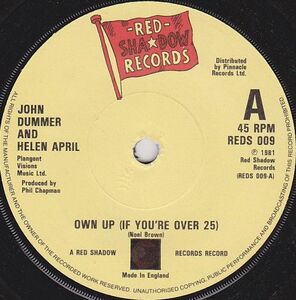 -RED-
SHADOW
RECORDS
Distributed
by Pinnacle
Records Ltd.
JOHN
DUMMER
AND
HELEN APRIL
Plangent
Visions
Music Ltd.
Produced by
Phil Chapman
A
45 RPM
REDS 009
℗ 1981
Red Shadow
Records
(REDS 009-A)
OWN UP (IF YOU'RE OVER 25)
(Noel Brown)
A RED SHADOW RECORDS RECORD
Made In England
ALL RIGHTS OF THE MANUFACTURER AND OF THE OWNER OF THE RECORDED WORK RESERVED. UNAUTHORISED COPYING, PUBLIC PERFORMANCE AND BROADCASTING OF THIS RECORD PROHIBITED